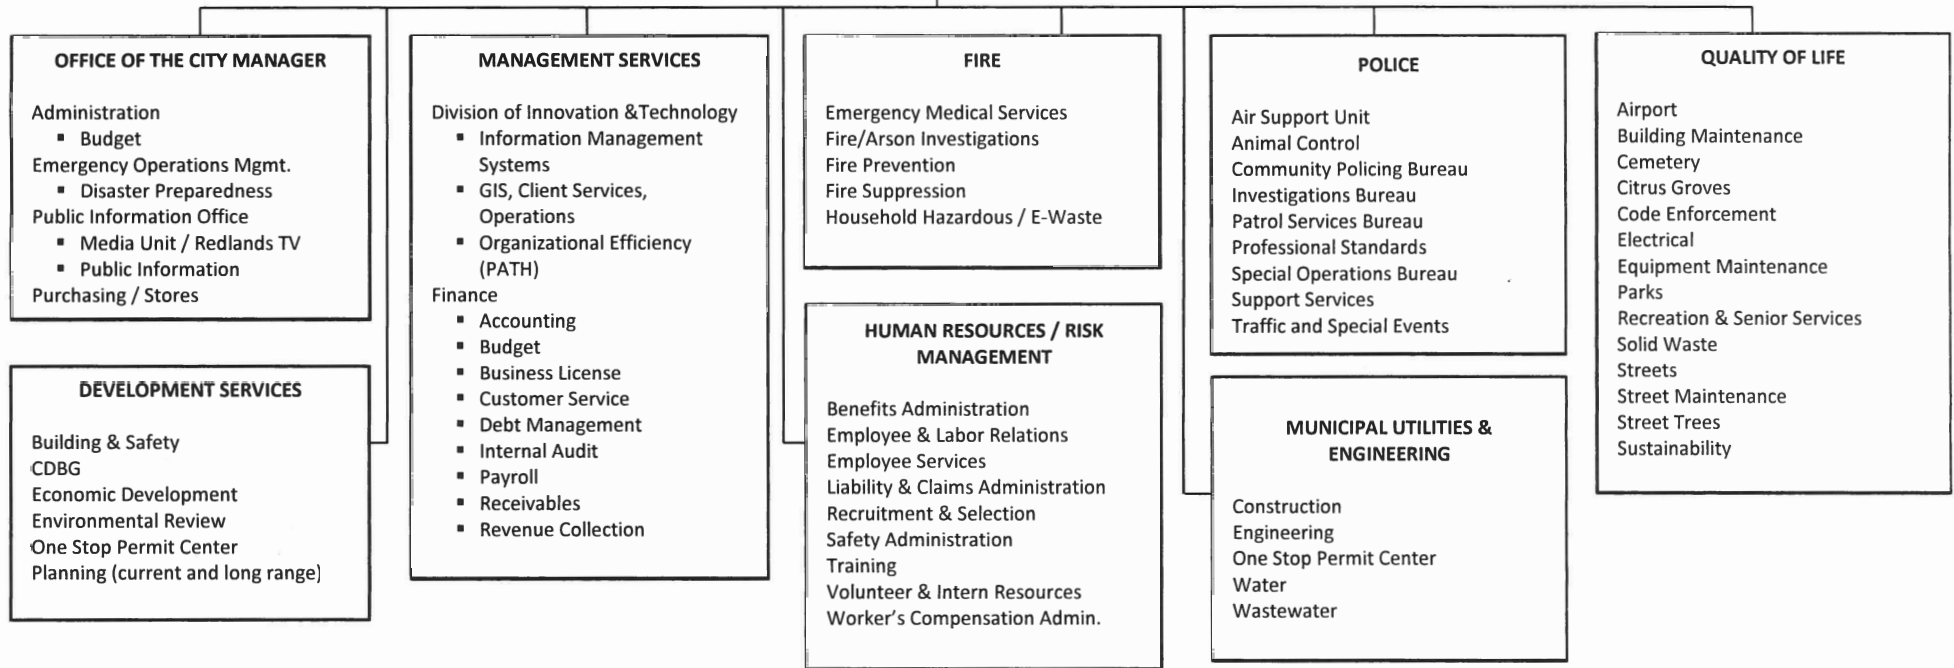 OFFICE OF THE CITY MANAGER
Administration
▪ Budget
Emergency Operations Mgmt.
▪ Disaster Preparedness
Public Information Office
▪ Media Unit / Redlands TV
▪ Public Information
Purchasing / Stores
DEVELOPMENT SERVICES
Building & Safety
CDBG
Economic Development
Environmental Review
One Stop Permit Center
Planning (current and long range)
MANAGEMENT SERVICES
Division of Innovation &Technology
▪ Information Management
Systems
▪ GIS, Client Services,
Operations
▪ Organizational Efficiency
(PATH)
Finance
▪ Accounting
▪ Budget
▪ Business License
▪ Customer Service
▪ Debt Management
▪ Internal Audit
▪ Payroll
▪ Receivables
▪ Revenue Collection
FIRE
Emergency Medical Services
Fire/Arson Investigations
Fire Prevention
Fire Suppression
Household Hazardous / E-Waste
HUMAN RESOURCES / RISK
MANAGEMENT
Benefits Administration
Employee & Labor Relations
Employee Services
Liability & Claims Administration
Recruitment & Selection
Safety Administration
Training
Volunteer & Intern Resources
Worker's Compensation Admin.
POLICE
Air Support Unit
Animal Control
Community Policing Bureau
Investigations Bureau
Patrol Services Bureau
Professional Standards
Special Operations Bureau
Support Services
Traffic and Special Events
MUNICIPAL UTILITIES &
ENGINEERING
Construction
Engineering
One Stop Permit Center
Water
Wastewater
QUALITY OF LIFE
Airport
Building Maintenance
Cemetery
Citrus Groves
Code Enforcement
Electrical
Equipment Maintenance
Parks
Recreation & Senior Services
Solid Waste
Streets
Street Maintenance
Street Trees
Sustainability